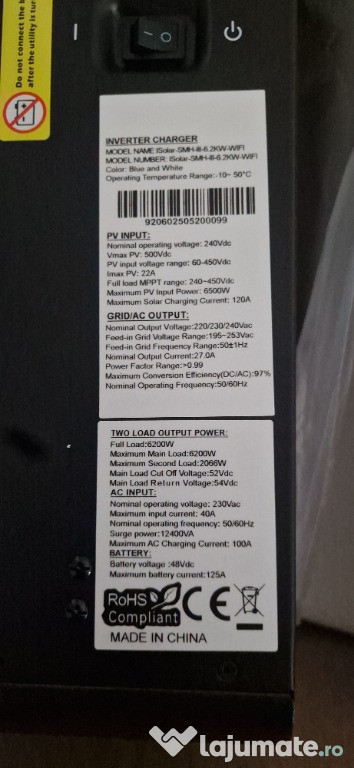 Do not connect the b
after the utility is tur
INVERTER CHARGER
MODEL NAME:ISolar-SMH-III-6.2KW-WIFI
MODEL NUMBER: ISolar-SMH-III-6.2KW-WIFI
Color: Blue and White
Operating Temperature Range:-10~ 50°C
920602505200099
PV INPUT:
Nominal operating voltage: 240Vdc
Vmax PV: 500Vdc
PV input voltage range: 60-450Vdc
Imax PV: 22A
Full load MPPT range: 240~450Vdc
Maximum PV Input Power: 6500W
Maximum Solar Charging Current: 120A
GRID/AC OUTPUT:
Nominal Output Voltage:220/230/240Vac
Feed-in Grid Voltage Range:195~253Vac
Feed-in Grid Frequency Range:50±1Hz
Nominal Output Current:27.0A
Power Factor Range:>0.99
Maximum Conversion Efficiency(DC/AC):97%
Nominal Operating Frequency:50/60Hz
TWO LOAD OUTPUT POWER:
Full Load:6200W
Maximum Main Load:6200W
Maximum Second Load:2066W
Main Load Cut Off Voltage:52Vdc
Main Load Return Voltage:54Vdc
AC INPUT:
Nominal operating voltage: 230Vac
Maximum input current: 40A
Nominal operating frequency: 50/60Hz
Surge power:12400VA
Maximum AC Charging Current: 100A
BATTERY:
Battery voltage :48Vdc
Maximum battery current:125A
RoHS
Compliant
CE
MADE IN CHINA
lajumate.ro